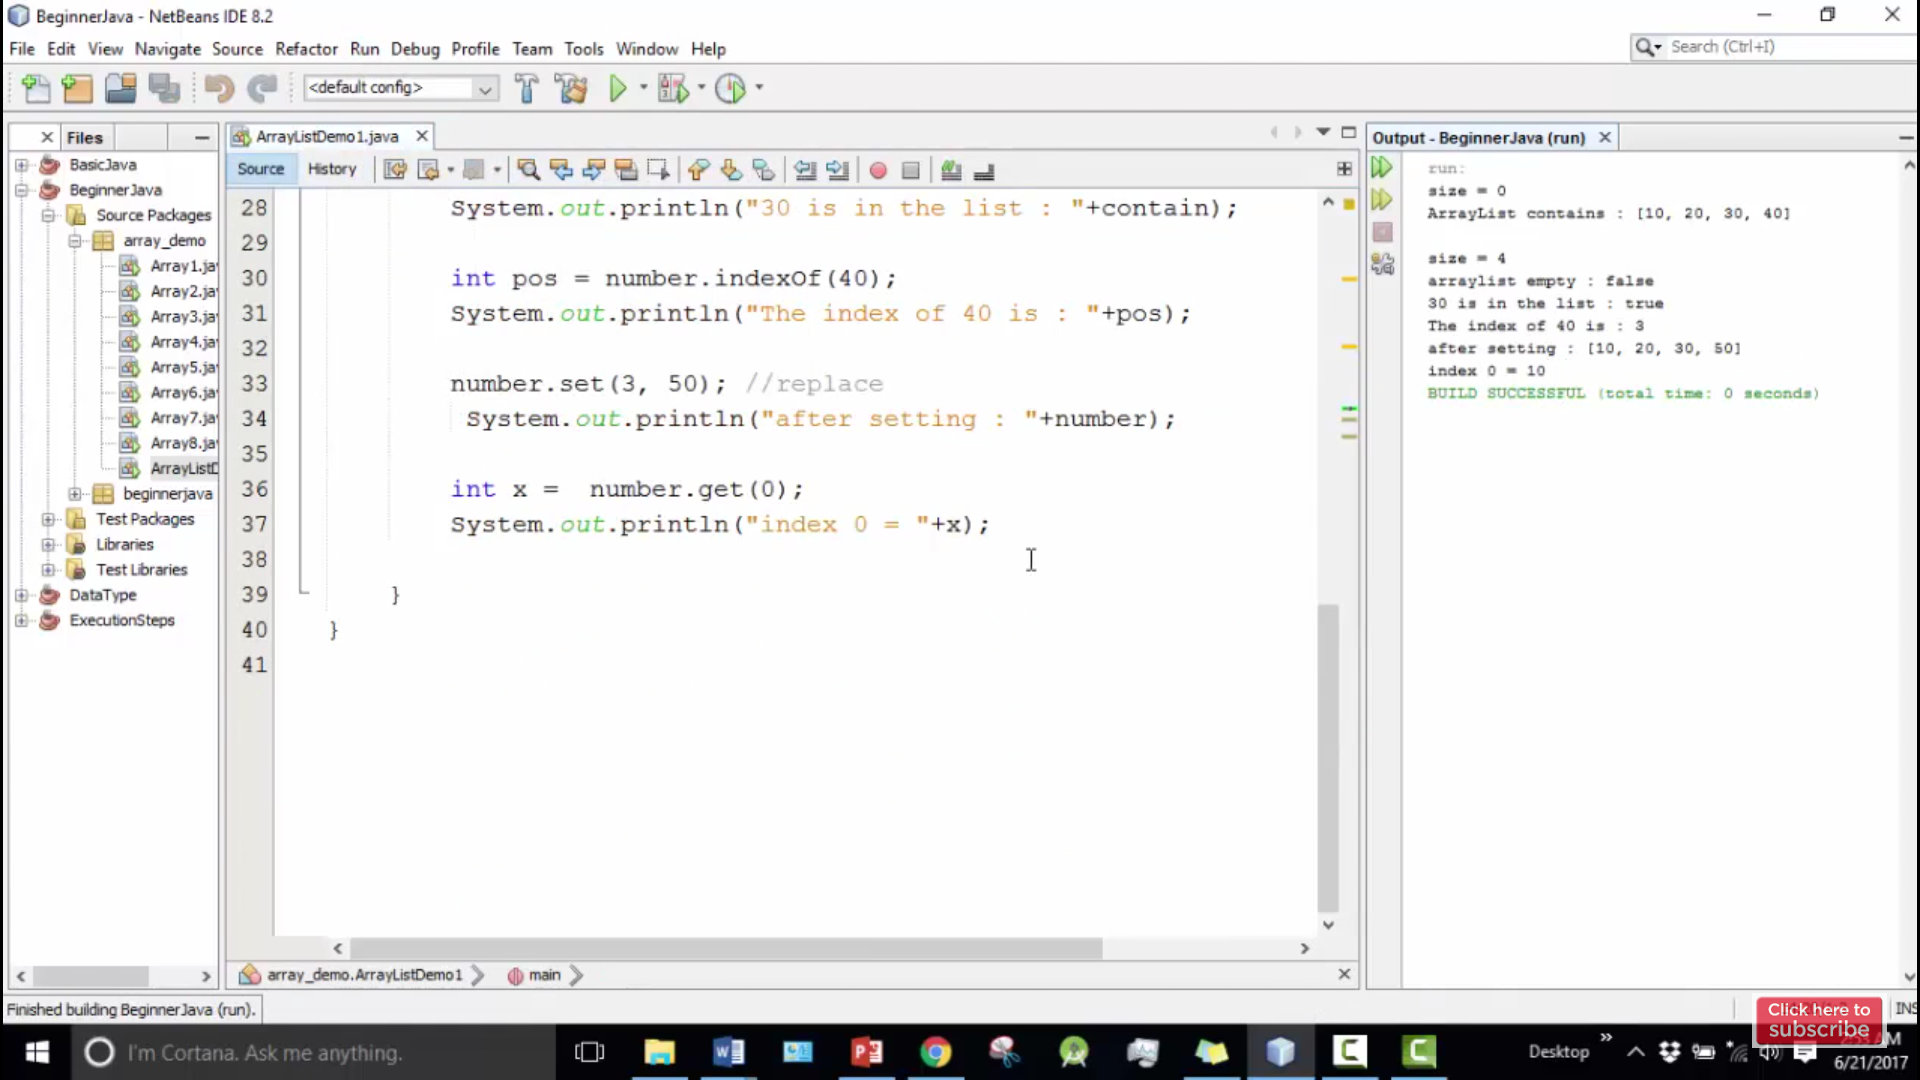 BeginnerJava - NetBeans IDE 8.2
File Edit View Navigate Source Refactor Run Debug Profile Team Tools Window Help
Search (Ctrl+I)
<default config>
Files
BasicJava
BeginnerJava
Source Packages
array_demo
Array1.ja
Array2.ja
Array3.ja
Array4.ja
Array5.ja
Array6.ja
Array7.ja
Array8.ja
ArrayListD
beginnerjava
Test Packages
Libraries
Test Libraries
DataType
ExecutionSteps
ArrayListDemo1.java
Source History
28 System.out.println("30 is in the list : "+contain);
29
30 int pos = number.indexOf(40);
31 System.out.println("The index of 40 is : "+pos);
32
33 number.set(3, 50); //replace
34 System.out.println("after setting : "+number);
35
36 int x =  number.get(0);
37 System.out.println("index 0 = "+x);
38
39 }
40 }
41
array_demo.ArrayListDemo1 main
Output - BeginnerJava (run)
run:
size = 0
ArrayList contains : [10, 20, 30, 40]
size = 4
arraylist empty : false
30 is in the list : true
The index of 40 is : 3
after setting : [10, 20, 30, 50]
index 0 = 10
BUILD SUCCESSFUL (total time: 0 seconds)
Finished building BeginnerJava (run).
INS
Click here to
subscribe
I'm Cortana. Ask me anything.
Desktop
6/21/2017